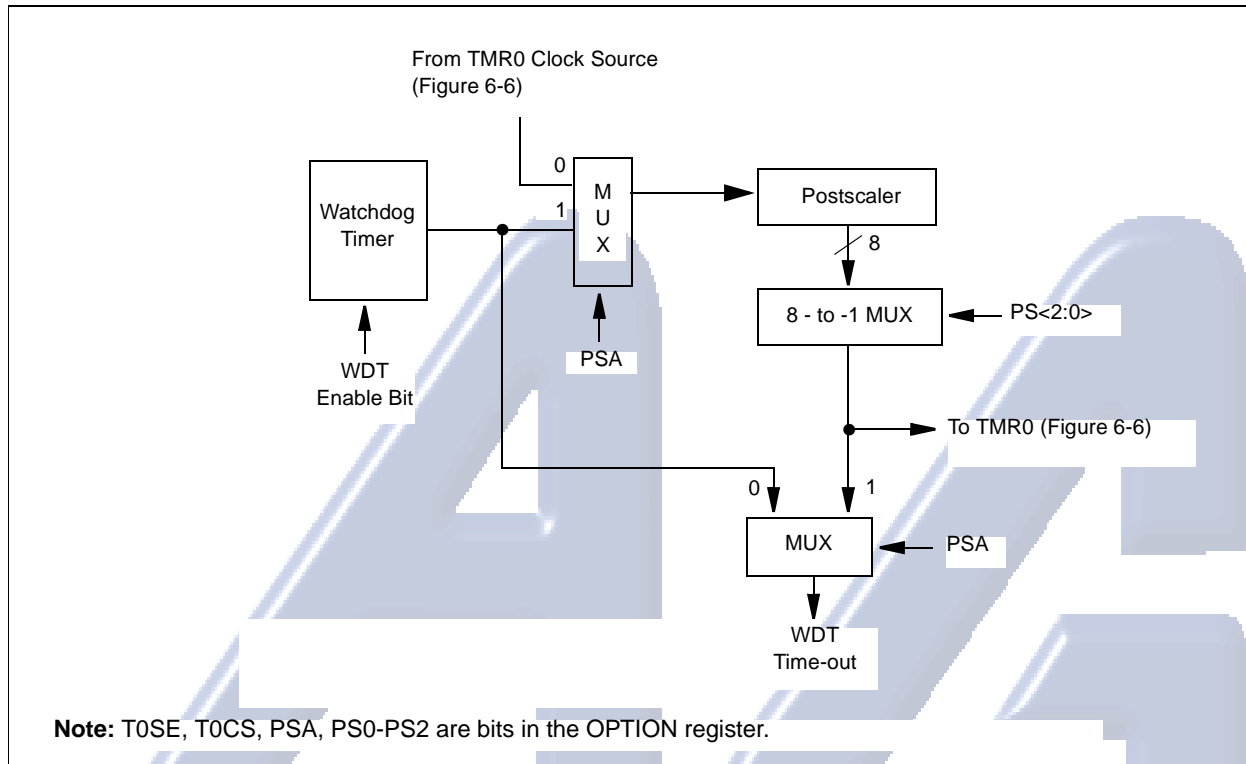 From TMR0 Clock Source
(Figure 6-6)
0
1
M
U
X
Watchdog
Timer
Postscaler
8
8 - to -1 MUX
PS<2:0>
PSA
WDT
Enable Bit
To TMR0 (Figure 6-6)
0
1
MUX
PSA
WDT
Time-out
Note: T0SE, T0CS, PSA, PS0-PS2 are bits in the OPTION register.